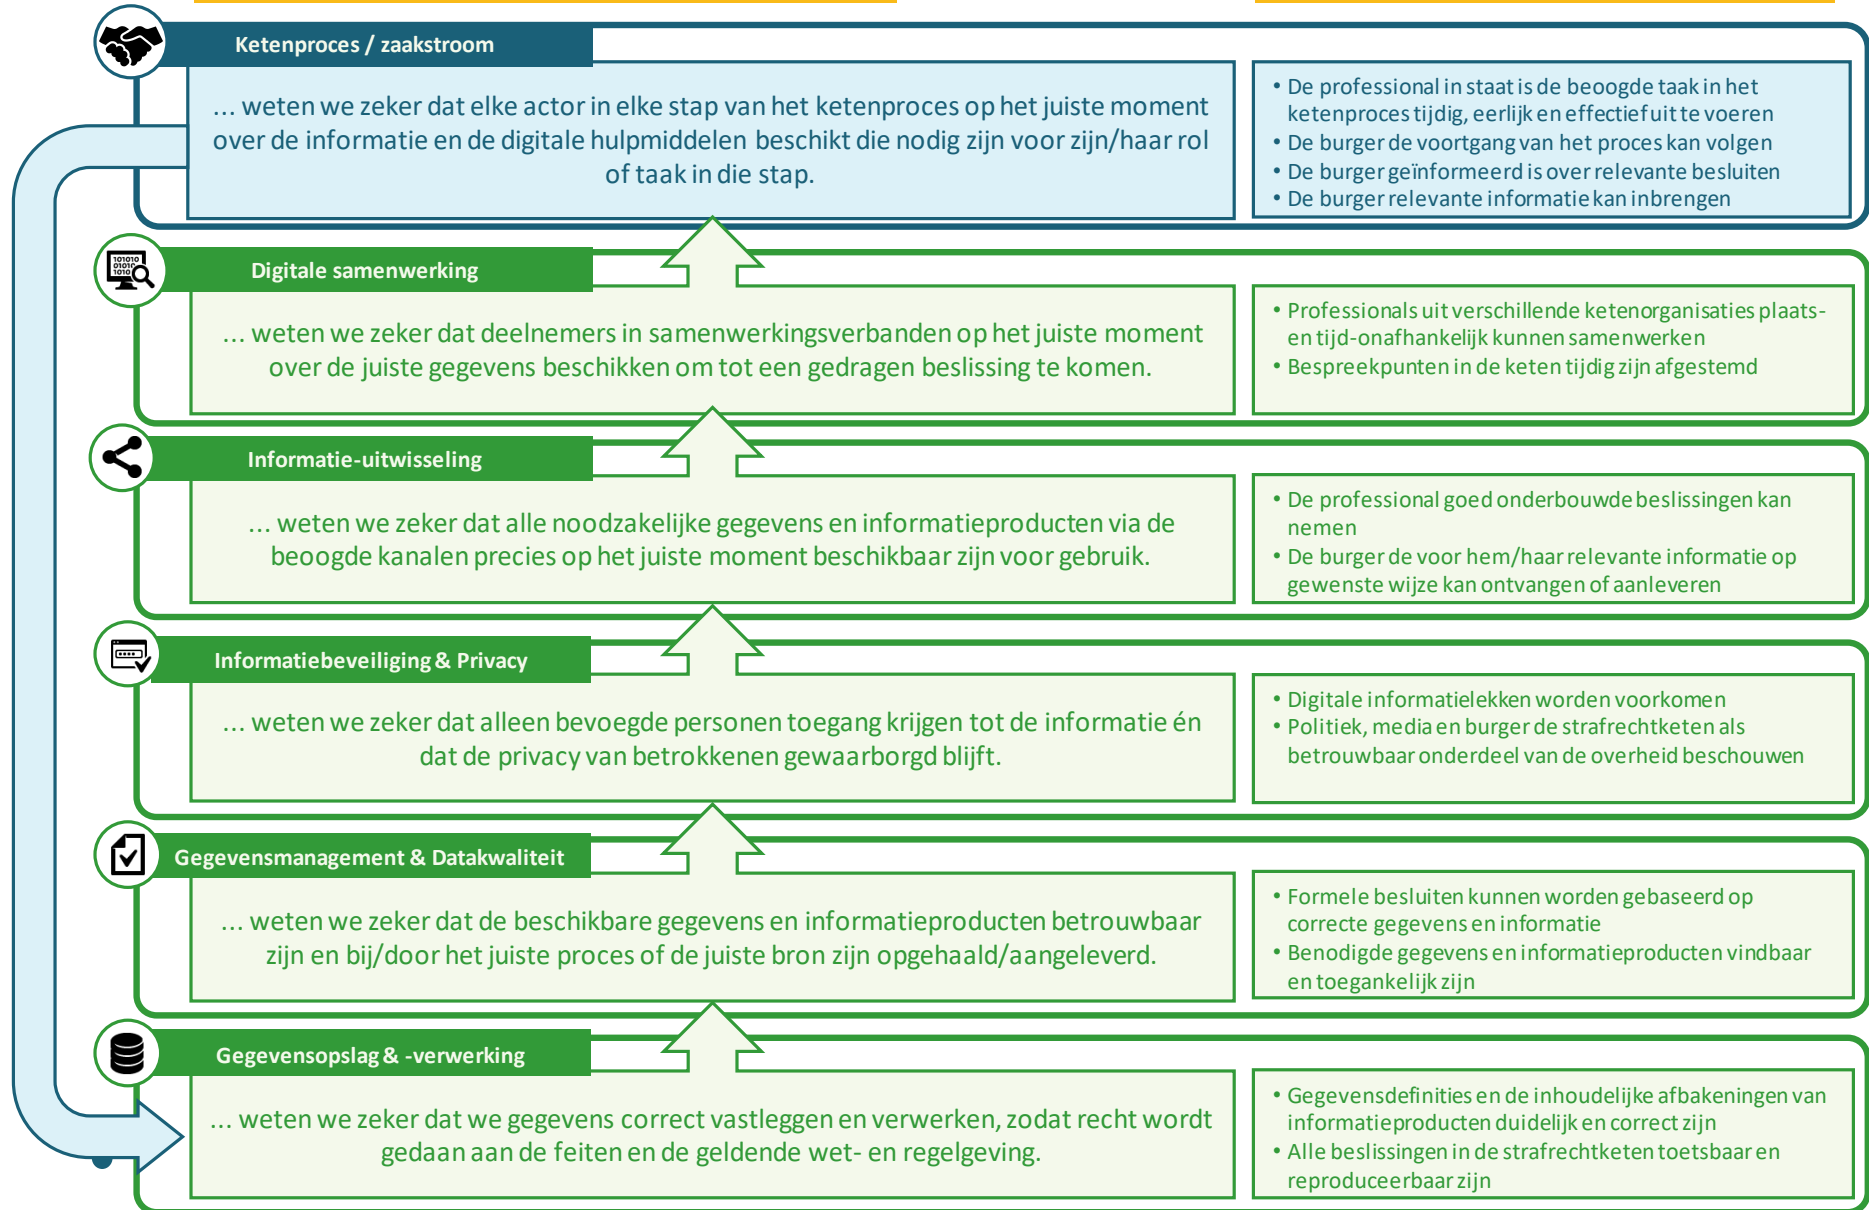 Ketenproces / zaakstroom
... weten we zeker dat elke actor in elke stap van het ketenproces op het juiste moment
over de informatie en de digitale hulpmiddelen beschikt die nodig zijn voor zijn/haar rol
of taak in die stap.
• De professional in staat is de beoogde taak in het
ketenproces tijdig, eerlijk en effectief uit te voeren
• De burger de voortgang van het proces kan volgen
• De burger geïnformeerd is over relevante besluiten
• De burger relevante informatie kan inbrengen
101010
01010
1010
Digitale samenwerking
... weten we zeker dat deelnemers in samenwerkingsverbanden op het juiste moment
over de juiste gegevens beschikken om tot een gedragen beslissing te komen.
• Professionals uit verschillende ketenorganisaties plaats-
en tijd-onafhankelijk kunnen samenwerken
• Bespreekpunten in de keten tijdig zijn afgestemd
Informatie-uitwisseling
... weten we zeker dat alle noodzakelijke gegevens en informatieproducten via de
beoogde kanalen precies op het juiste moment beschikbaar zijn voor gebruik.
• De professional goed onderbouwde beslissingen kan
nemen
• De burger de voor hem/haar relevante informatie op
gewenste wijze kan ontvangen of aanleveren
Informatiebeveiliging & Privacy
... weten we zeker dat alleen bevoegde personen toegang krijgen tot de informatie én
dat de privacy van betrokkenen gewaarborgd blijft.
• Digitale informatielekken worden voorkomen
• Politiek, media en burger de strafrechtketen als
betrouwbaar onderdeel van de overheid beschouwen
Gegevensmanagement & Datakwaliteit
... weten we zeker dat de beschikbare gegevens en informatieproducten betrouwbaar
zijn en bij/door het juiste proces of de juiste bron zijn opgehaald/aangeleverd.
• Formele besluiten kunnen worden gebaseerd op
correcte gegevens en informatie
• Benodigde gegevens en informatieproducten vindbaar
en toegankelijk zijn
Gegevensopslag & -verwerking
... weten we zeker dat we gegevens correct vastleggen en verwerken, zodat recht wordt
gedaan aan de feiten en de geldende wet- en regelgeving.
• Gegevensdefinities en de inhoudelijke afbakeningen van
informatieproducten duidelijk en correct zijn
• Alle beslissingen in de strafrechtketen toetsbaar en
reproduceerbaar zijn